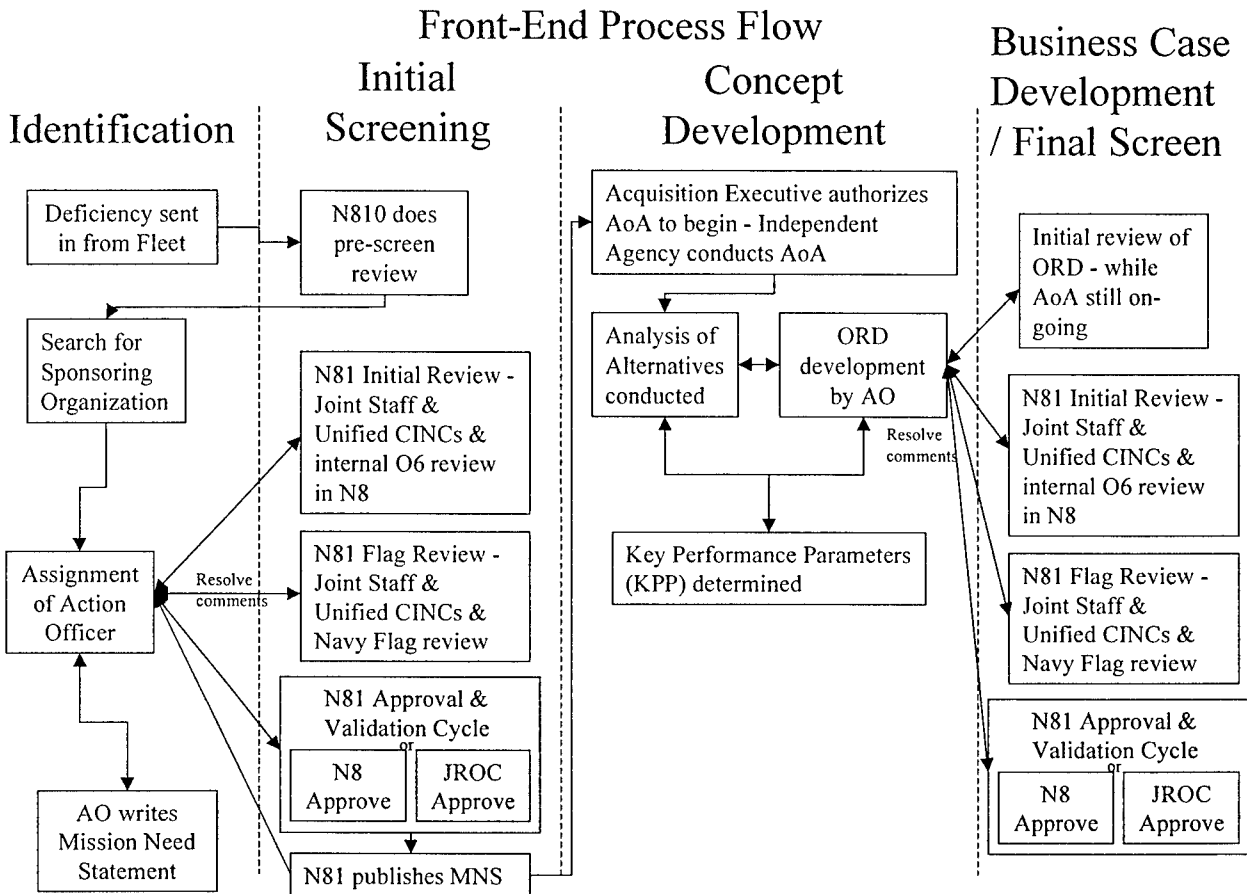 Front-End Process Flow
Identification
Initial
Screening
Concept
Development
Business Case
Development
/ Final Screen
Deficiency sent
in from Fleet
Search for
Sponsoring
Organization
Assignment
of Action
Officer
AO writes
Mission Need
Statement
N810 does
pre-screen
review
N81 Initial Review -
Joint Staff &
Unified CINCs &
internal O6 review
in N8
Resolve
comments
N81 Flag Review -
Joint Staff &
Unified CINCs &
Navy Flag review
N81 Approval &
Validation Cycle
or
N8
Approve
JROC
Approve
N81 publishes MNS
Acquisition Executive authorizes
AoA to begin - Independent
Agency conducts AoA
Analysis of
Alternatives
conducted
ORD
development
by AO
Resolve
comments
Key Performance Parameters
(KPP) determined
Initial review of
ORD - while
AoA still on-
going
N81 Initial Review -
Joint Staff &
Unified CINCs &
internal O6 review
in N8
N81 Flag Review -
Joint Staff &
Unified CINCs &
Navy Flag review
N81 Approval &
Validation Cycle
or
N8
Approve
JROC
Approve